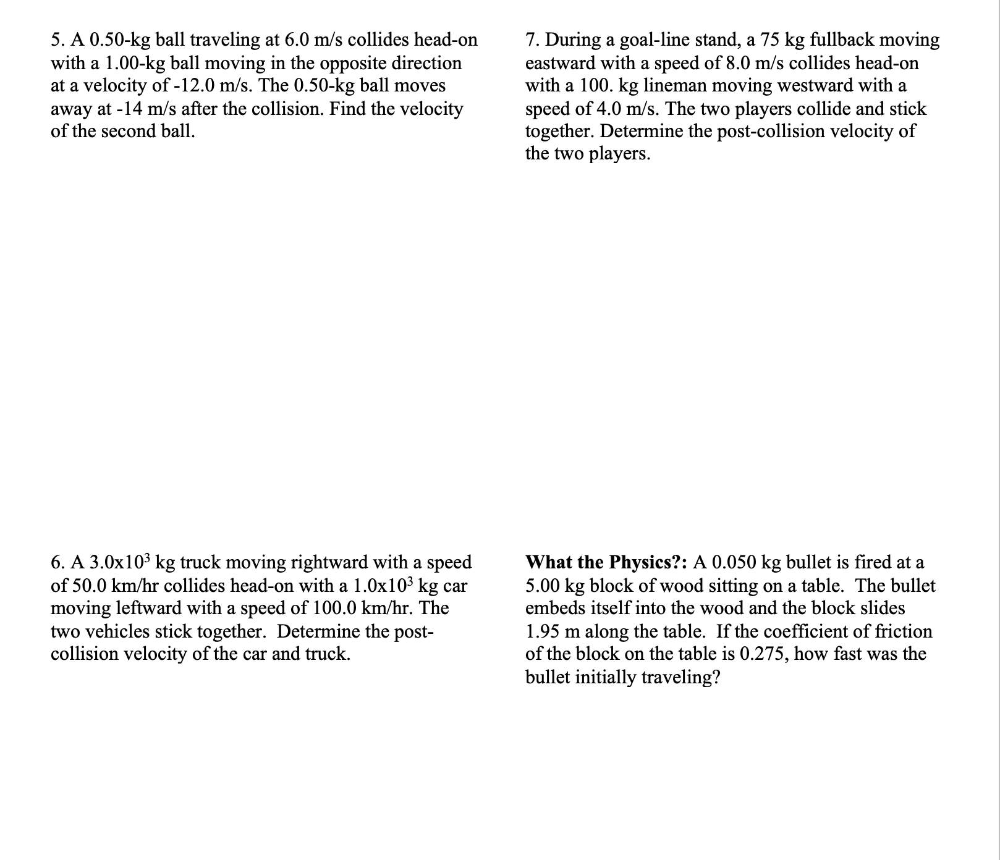 5. A 0.50-kg ball traveling at 6.0 m/s collides head-on
with a 1.00-kg ball moving in the opposite direction
at a velocity of -12.0 m/s. The 0.50-kg ball moves
away at -14 m/s after the collision. Find the velocity
of the second ball.
6. A 3.0x10³ kg truck moving rightward with a speed
of 50.0 km/hr collides head-on with a 1.0x10³ kg car
moving leftward with a speed of 100.0 km/hr. The
two vehicles stick together.  Determine the post-
collision velocity of the car and truck.
7. During a goal-line stand, a 75 kg fullback moving
eastward with a speed of 8.0 m/s collides head-on
with a 100. kg lineman moving westward with a
speed of 4.0 m/s. The two players collide and stick
together. Determine the post-collision velocity of
the two players.
What the Physics?: A 0.050 kg bullet is fired at a
5.00 kg block of wood sitting on a table.  The bullet
embeds itself into the wood and the block slides
1.95 m along the table.  If the coefficient of friction
of the block on the table is 0.275, how fast was the
bullet initially traveling?